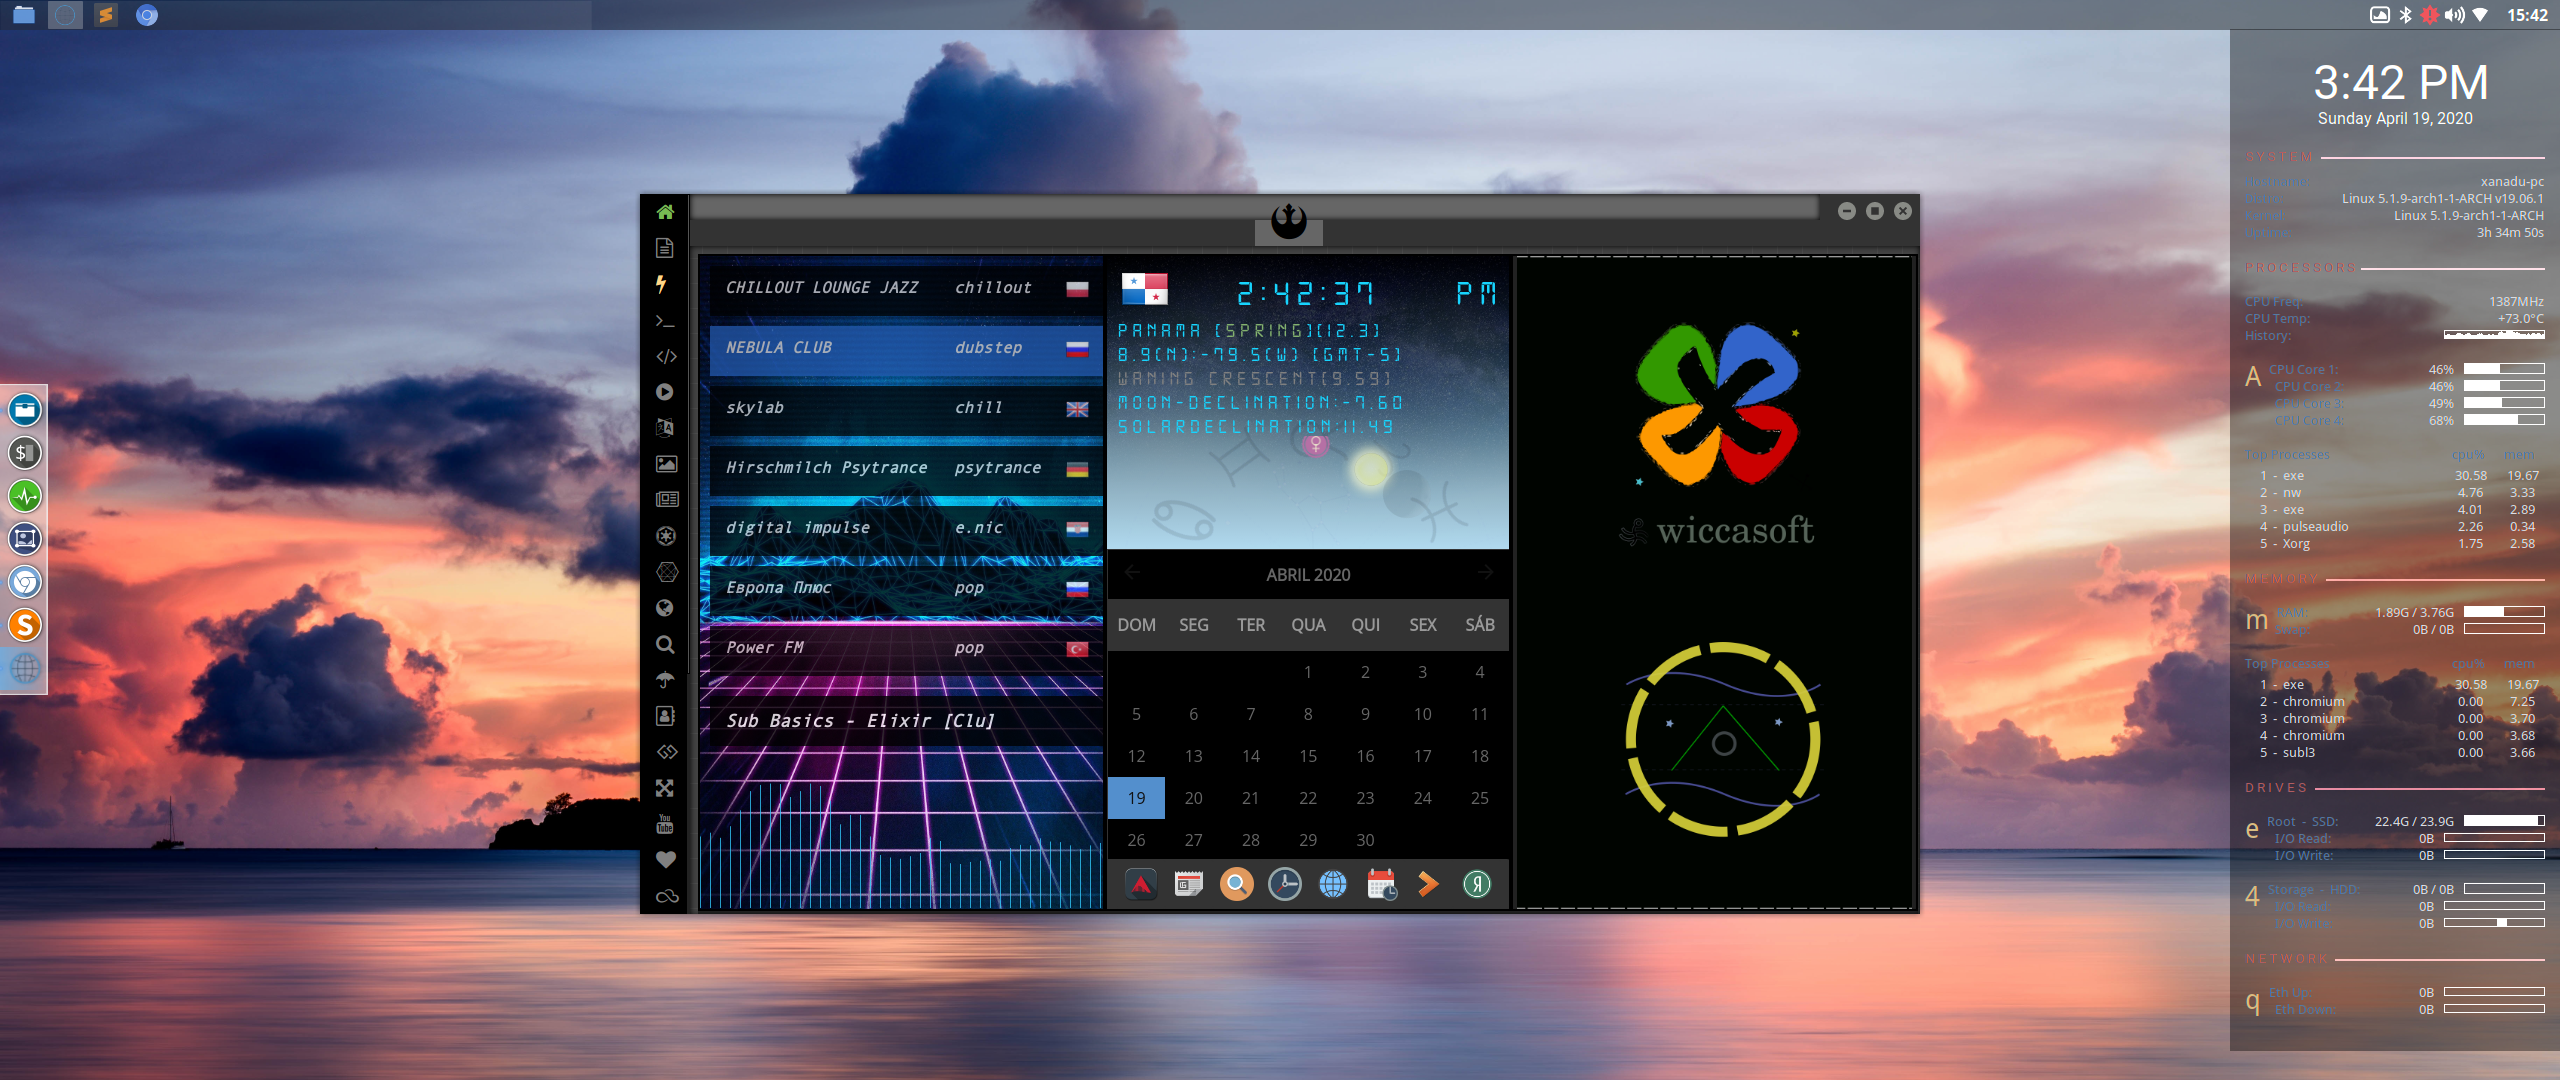 15:42
3:42 PM
Sunday April 19, 2020
SYSTEM
xanadu-pc
Linux 5.1.9-arch1-1-ARCH v19.06.1
Linux 5.1.9-arch1-1-ARCH
3h 34m 50s
PROCESSORS
CPU Freq: 1387MHz
CPU Temp: +73.0°C
History:
A CPU Core 1: 46%
CPU Core 2: 46%
CPU Core 3: 49%
CPU Core 4: 68%
Top Processes cpu% mem
1 - exe 30.58 19.67
2 - nw 4.76 3.33
3 - exe 4.01 2.89
4 - pulseaudio 2.26 0.34
5 - Xorg 1.75 2.58
MEMORY
m RAM: 1.89G / 3.76G
0B / 0B
Top Processes cpu% mem
1 - exe 30.58 19.67
2 - chromium 0.00 7.25
3 - chromium 0.00 3.70
4 - chromium 0.00 3.68
5 - subl3 0.00 3.66
DRIVES
e Root - SSD: 22.4G / 23.9G
I/O Read: 0B
I/O Write: 0B
4 Storage - HDD: 0B / 0B
I/O Read: 0B
I/O Write: 0B
NETWORK
q Eth Up: 0B
Eth Down: 0B
CHILLOUT LOUNGE JAZZ chillout
NEBULA CLUB dubstep
skylab chill
Hirschmilch Psytrance psytrance
digital impulse e.nic
Европа Плюс pop
Power FM pop
Sub Basics - Elixir [Clu]
2:42:37 PM
PANAMA [SPRING][12.3]
8.9(N):-79.5(W) [GMT-5]
WANING CRESCENT(9.59)
MOON-DECLINATION:-7.60
SOLARDECLINATION:11.49
ABRIL 2020
DOM SEG TER QUA QUI SEX SÁB
1 2 3 4
5 6 7 8 9 10 11
12 13 14 15 16 17 18
19 20 21 22 23 24 25
26 27 28 29 30
wiccasoft
You
Tube
$
S
Я